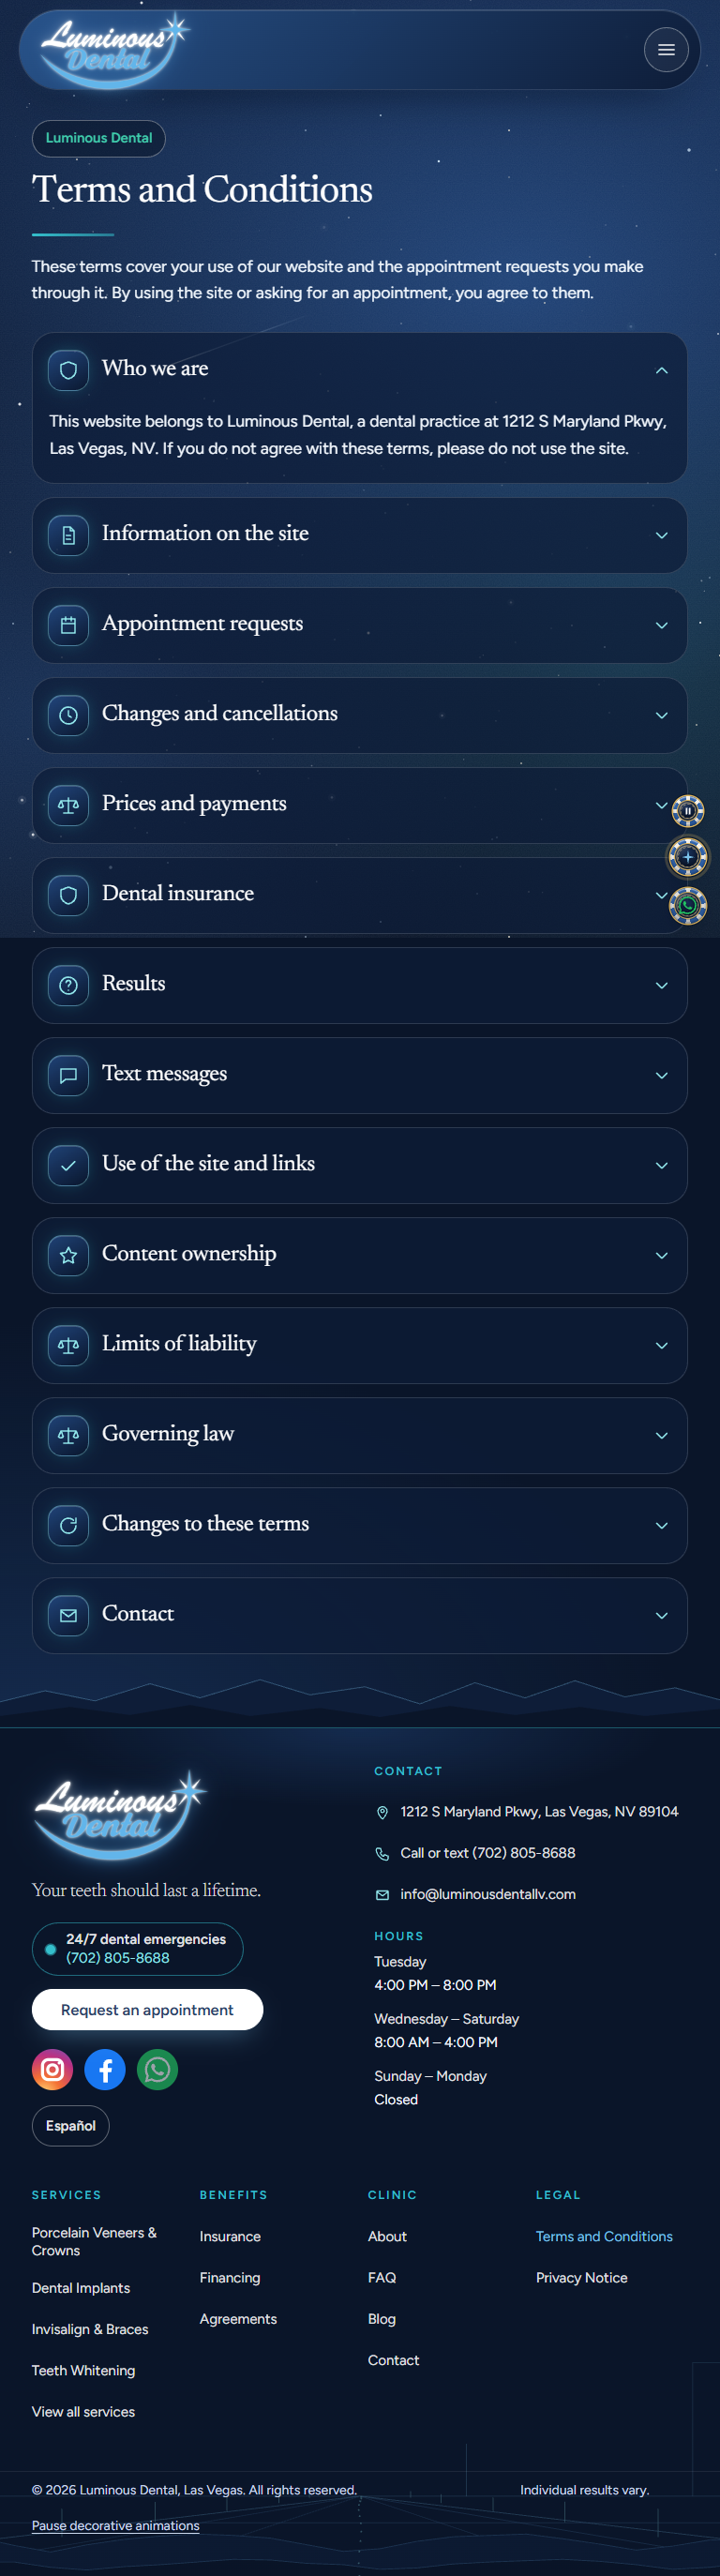 Luminous
Dental
Luminous Dental
Terms and Conditions
These terms cover your use of our website and the appointment requests you make
through it. By using the site or asking for an appointment, you agree to them.
Who we are
This website belongs to Luminous Dental, a dental practice at 1212 S Maryland Pkwy,
Las Vegas, NV. If you do not agree with these terms, please do not use the site.
Information on the site
Appointment requests
Changes and cancellations
Prices and payments
Dental insurance
Results
Text messages
Use of the site and links
Content ownership
Limits of liability
Governing law
Changes to these terms
Contact
Luminous
Dental
Your teeth should last a lifetime.
24/7 dental emergencies
(702) 805-8688
Request an appointment
Español
CONTACT
1212 S Maryland Pkwy, Las Vegas, NV 89104
Call or text (702) 805-8688
info@luminousdentallv.com
HOURS
Tuesday
4:00 PM – 8:00 PM
Wednesday – Saturday
8:00 AM – 4:00 PM
Sunday – Monday
Closed
SERVICES
Porcelain Veneers &
Crowns
Dental Implants
Invisalign & Braces
Teeth Whitening
View all services
BENEFITS
Insurance
Financing
Agreements
CLINIC
About
FAQ
Blog
Contact
LEGAL
Terms and Conditions
Privacy Notice
© 2026 Luminous Dental, Las Vegas. All rights reserved.
Individual results vary.
Pause decorative animations